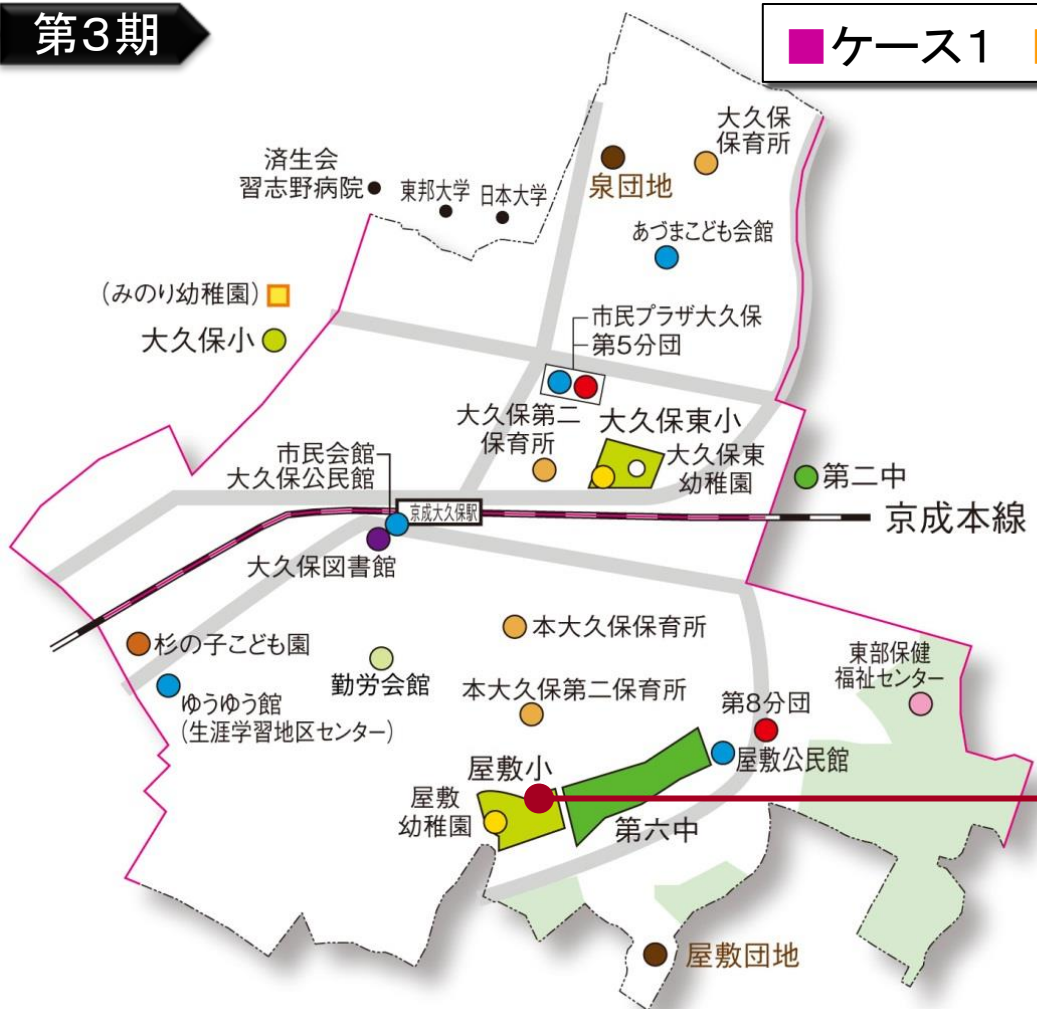 第3期
■ケース1
大久保
保育所
済生会
習志野病院
東邦大学
日本大学
泉団地
あづまこども会館
(みのり幼稚園)
大久保小
市民プラザ大久保
第5分団
大久保第二
保育所
大久保東小
大久保東
幼稚園
市民会館
大久保公民館
第二中
京成大久保駅
京成本線
大久保図書館
本大久保保育所
杉の子こども園
勤労会館
東部保健
福祉センター
ゆうゆう館
(生涯学習地区センター)
本大久保第二保育所
第8分団
屋敷公民館
屋敷小
屋敷
幼稚園
第六中
屋敷団地